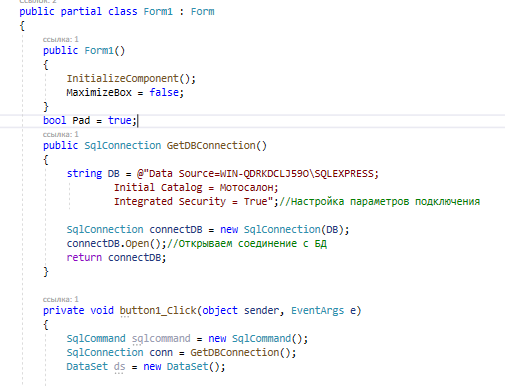 ссылок: 2
public partial class Form1 : Form
{
ссылка: 1
public Form1()
{
InitializeComponent();
MaximizeBox = false;
}
bool Pad = true;
ссылка: 1
public SqlConnection GetDBConnection()
{
string DB = @"Data Source=WIN-QDRKDCLJ59O\SQLEXPRESS;
Initial Catalog = Мотосалон;
Integrated Security = True";//Настройка параметров подключения
SqlConnection connectDB = new SqlConnection(DB);
connectDB.Open();//Открываем соединение с БД
return connectDB;
}
ссылка: 1
private void button1_Click(object sender, EventArgs e)
{
SqlCommand sqlcommand = new SqlCommand();
SqlConnection conn = GetDBConnection();
DataSet ds = new DataSet();